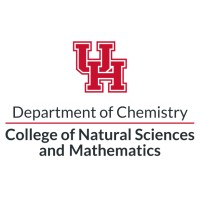 UH
Department of Chemistry
College of Natural Sciences
and Mathematics